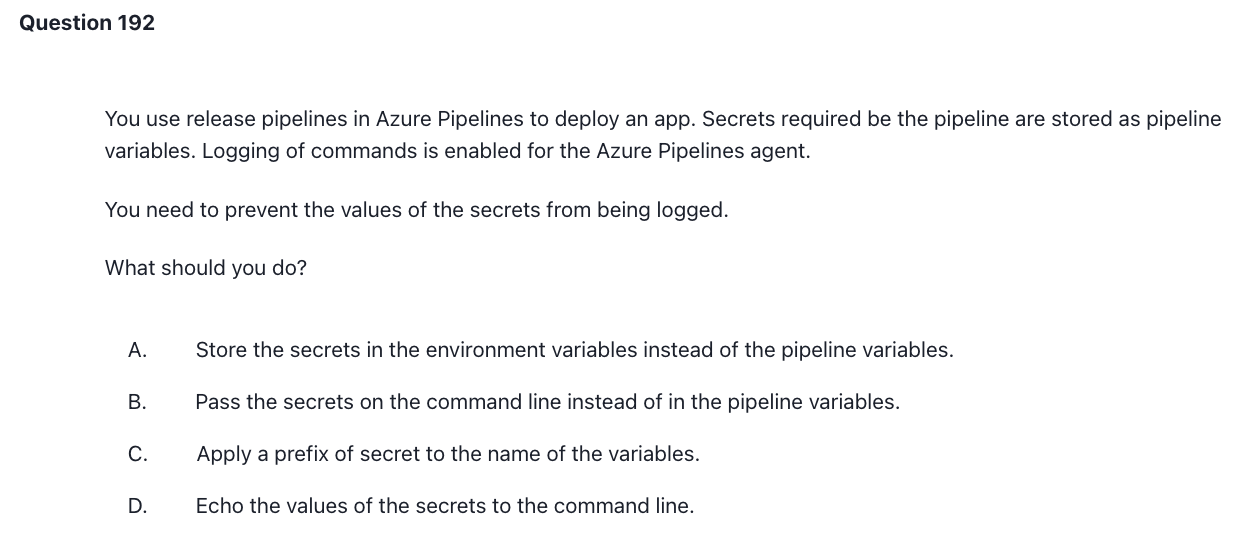 Question 192
You use release pipelines in Azure Pipelines to deploy an app. Secrets required be the pipeline are stored as pipeline
variables. Logging of commands is enabled for the Azure Pipelines agent.
You need to prevent the values of the secrets from being logged.
What should you do?
A. Store the secrets in the environment variables instead of the pipeline variables.
B. Pass the secrets on the command line instead of in the pipeline variables.
C. Apply a prefix of secret to the name of the variables.
D. Echo the values of the secrets to the command line.